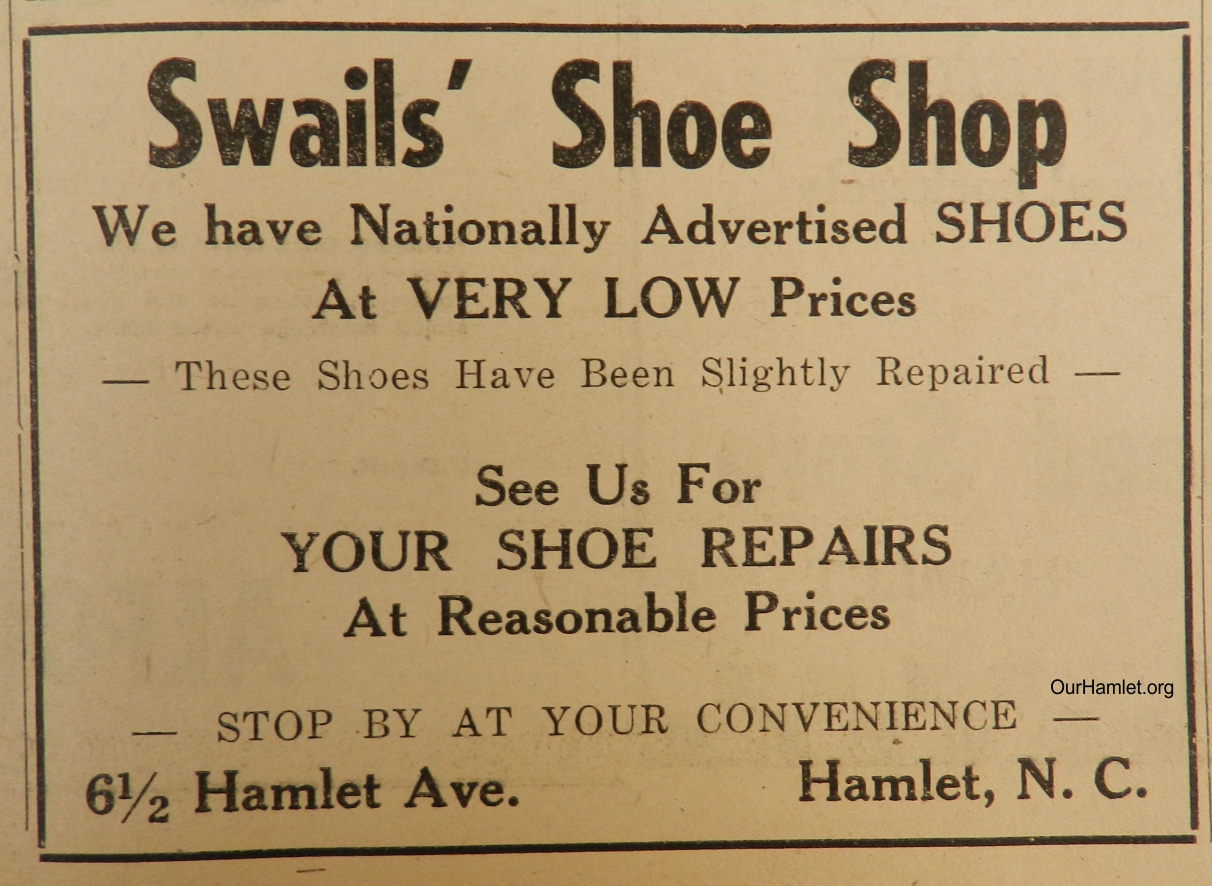 Swails' Shoe Shop
We have Nationally Advertised SHOES
At VERY LOW Prices
— These Shoes Have Been Slightly Repaired —
See Us For
YOUR SHOE REPAIRS
At Reasonable Prices
OurHamlet.org
— STOP BY AT YOUR CONVENIENCE —
6½ Hamlet Ave. Hamlet, N. C.